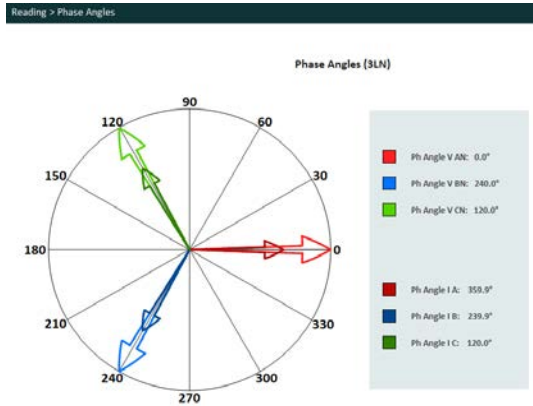 Reading > Phase Angles
Phase Angles (3LN)
90
120
60
150
30
180
0
210
330
240
300
270
Ph Angle V AN: 0.0°
Ph Angle V BN: 240.0°
Ph Angle V CN: 120.0°
Ph Angle I A: 359.9°
Ph Angle I B: 239.9°
Ph Angle I C: 120.0°